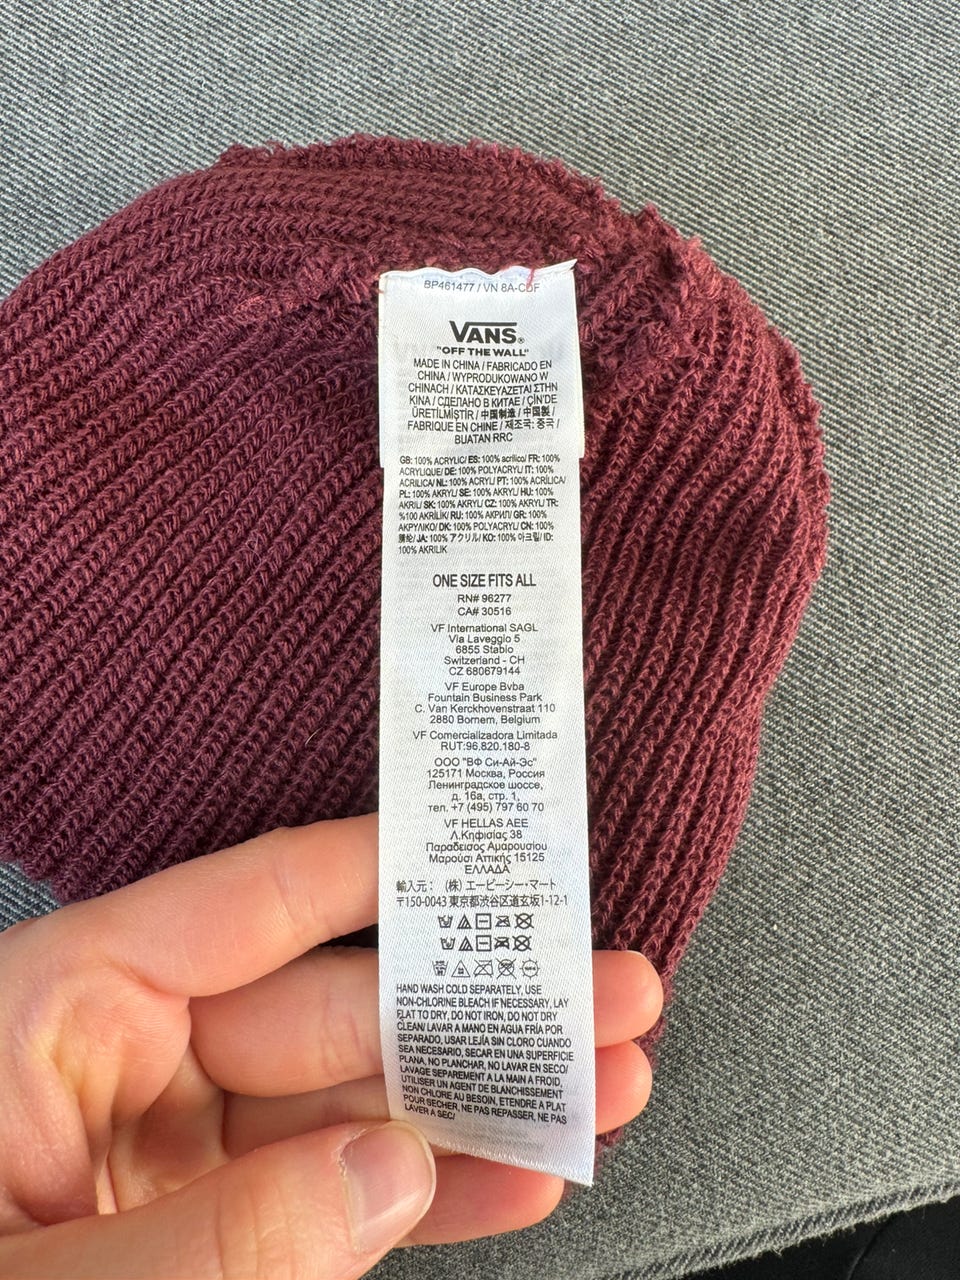 BP461477 / VN 8A-CDF
VANS®
"OFF THE WALL"
MADE IN CHINA / FABRICADO EN
CHINA / WYPRODUKOWANO W
CHINACH / ΚΑΤΑΣΚΕΥΑΖΕΤΑΙ ΣΤΗΝ
ΚΙΝΑ / СДЕЛАНО В КИТАЕ / ÇİN'DE
ÜRETİLMİŞTİR / 中国制造 / 中国製 /
FABRIQUE EN CHINE / 제조국: 중국 /
BUATAN RRC
GB: 100% ACRYLIC/ ES: 100% acrílico/ FR: 100%
ACRYLIQUE/ DE: 100% POLYACRYL/ IT: 100%
ACRILICA/ NL: 100% ACRYL/ PT: 100% ACRÍLICA/
PL: 100% AKRYL/ SE: 100% AKRYL/ HU: 100%
AKRIL/ SK: 100% AKRYL/ CZ: 100% AKRYL/ TR:
%100 AKRİLİK/ RU: 100% АКРИЛ/ GR: 100%
ΑΚΡΥΛΙΚΟ/ DK: 100% POLYACRYL/ CN: 100%
腈纶/ JA: 100% アクリル/ KO: 100% 아크릴/ ID:
100% AKRILIK
ONE SIZE FITS ALL
RN# 96277
CA# 30516
VF International SAGL
Via Laveggio 5
6855 Stabio
Switzerland - CH
CZ 680679144
VF Europe Bvba
Fountain Business Park
C. Van Kerckhovenstraat 110
2880 Bornem, Belgium
VF Comercializadora Limitada
RUT:96.820.180-8
ООО "ВФ Си-Ай-Эс"
125171 Москва, Россия
Ленинградское шоссе,
д. 16а, стр. 1,
тел. +7 (495) 797 60 70
VF HELLAS AEE
Λ.Κηφισίας 38
Παραδεισος Αμαρουσίου
Μαρούσι Αττικής 15125
ΕΛΛΑΔΑ
輸入元： (株) エービーシー・マート
〒150-0043 東京都渋谷区道玄坂1-12-1
HAND WASH COLD SEPARATELY, USE
NON-CHLORINE BLEACH IF NECESSARY, LAY
FLAT TO DRY, DO NOT IRON, DO NOT DRY
CLEAN/ LAVAR A MANO EN AGUA FRÍA POR
SEPARADO, USAR LEJÍA SIN CLORO CUANDO
SEA NECESARIO, SECAR EN UNA SUPERFICIE
PLANA, NO PLANCHAR, NO LAVAR EN SECO/
LAVAGE SEPAREMENT A LA MAIN A FROID,
UTILISER UN AGENT DE BLANCHISSEMENT
NON CHLORE AU BESOIN, ETENDRE A PLAT
POUR SECHER, NE PAS REPASSER, NE PAS
LAVER A SEC/